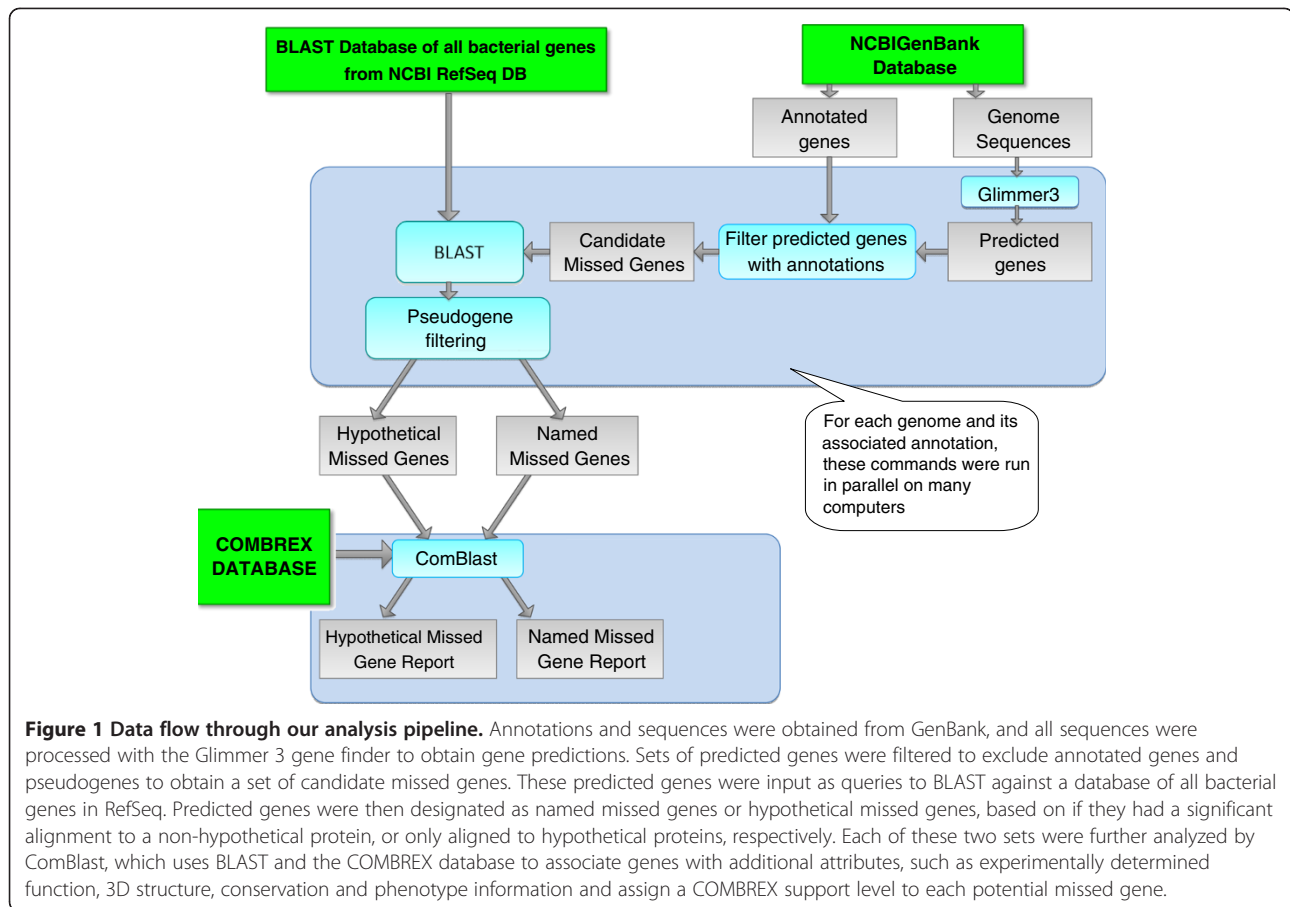 BLAST Database of all bacterial genes
from NCBI RefSeq DB
NCBIGenBank
Database
Annotated
genes
Genome
Sequences
Glimmer3
BLAST
Candidate
Missed Genes
Filter predicted genes
with annotations
Predicted
genes
Pseudogene
filtering
For each genome and its
associated annotation,
these commands were run
in parallel on many
computers
Hypothetical
Missed Genes
Named
Missed Genes
COMBREX
DATABASE
ComBlast
Hypothetical Missed
Gene Report
Named Missed
Gene Report
Figure 1 Data flow through our analysis pipeline. Annotations and sequences were obtained from GenBank, and all sequences were
processed with the Glimmer 3 gene finder to obtain gene predictions. Sets of predicted genes were filtered to exclude annotated genes and
pseudogenes to obtain a set of candidate missed genes. These predicted genes were input as queries to BLAST against a database of all bacterial
genes in RefSeq. Predicted genes were then designated as named missed genes or hypothetical missed genes, based on if they had a significant
alignment to a non-hypothetical protein, or only aligned to hypothetical proteins, respectively. Each of these two sets were further analyzed by
ComBlast, which uses BLAST and the COMBREX database to associate genes with additional attributes, such as experimentally determined
function, 3D structure, conservation and phenotype information and assign a COMBREX support level to each potential missed gene.